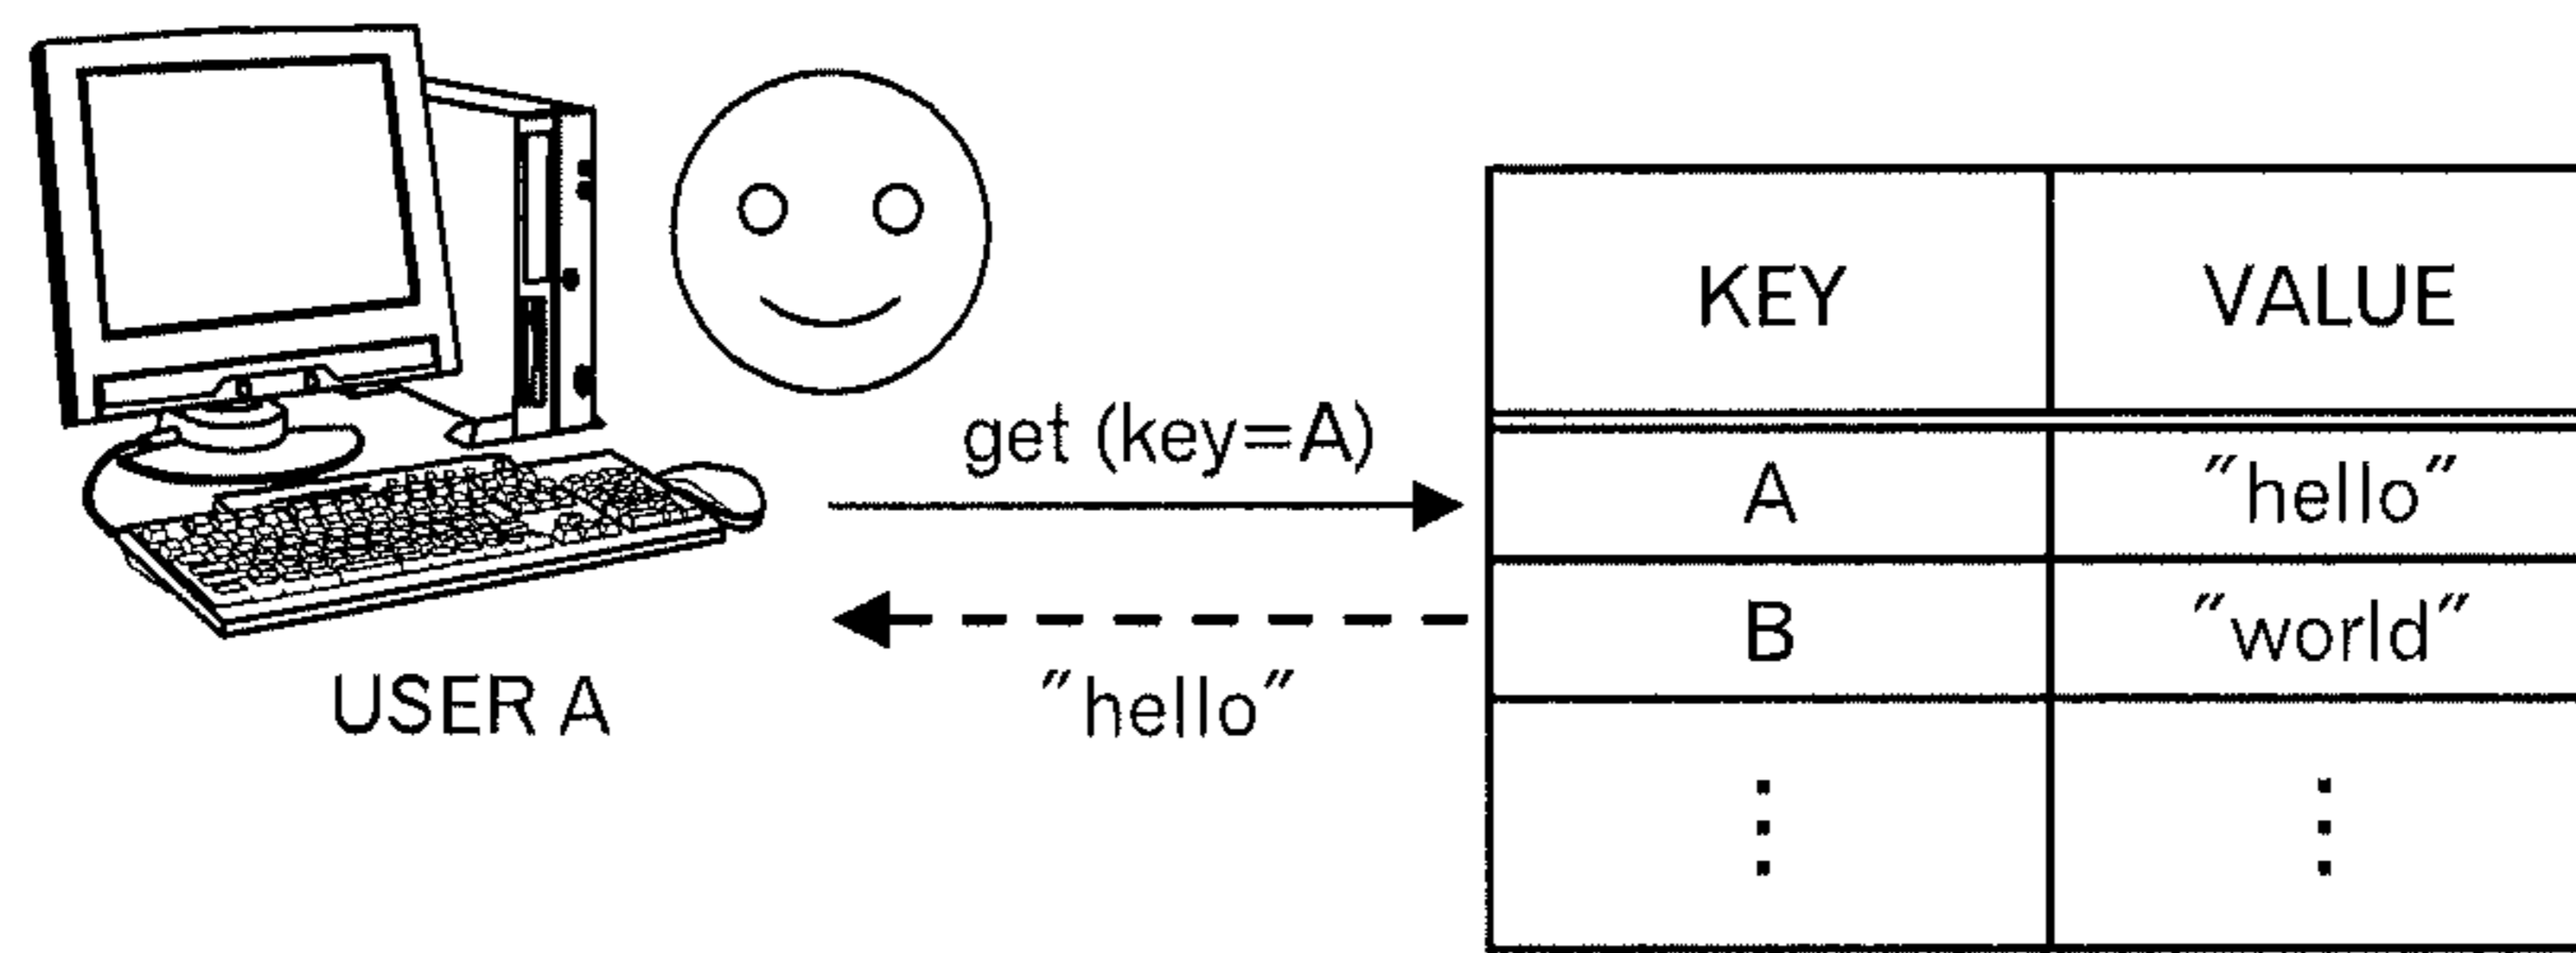 KEY VALUE
get (key=A)
A "hello"
B "world"
"hello"
USER A